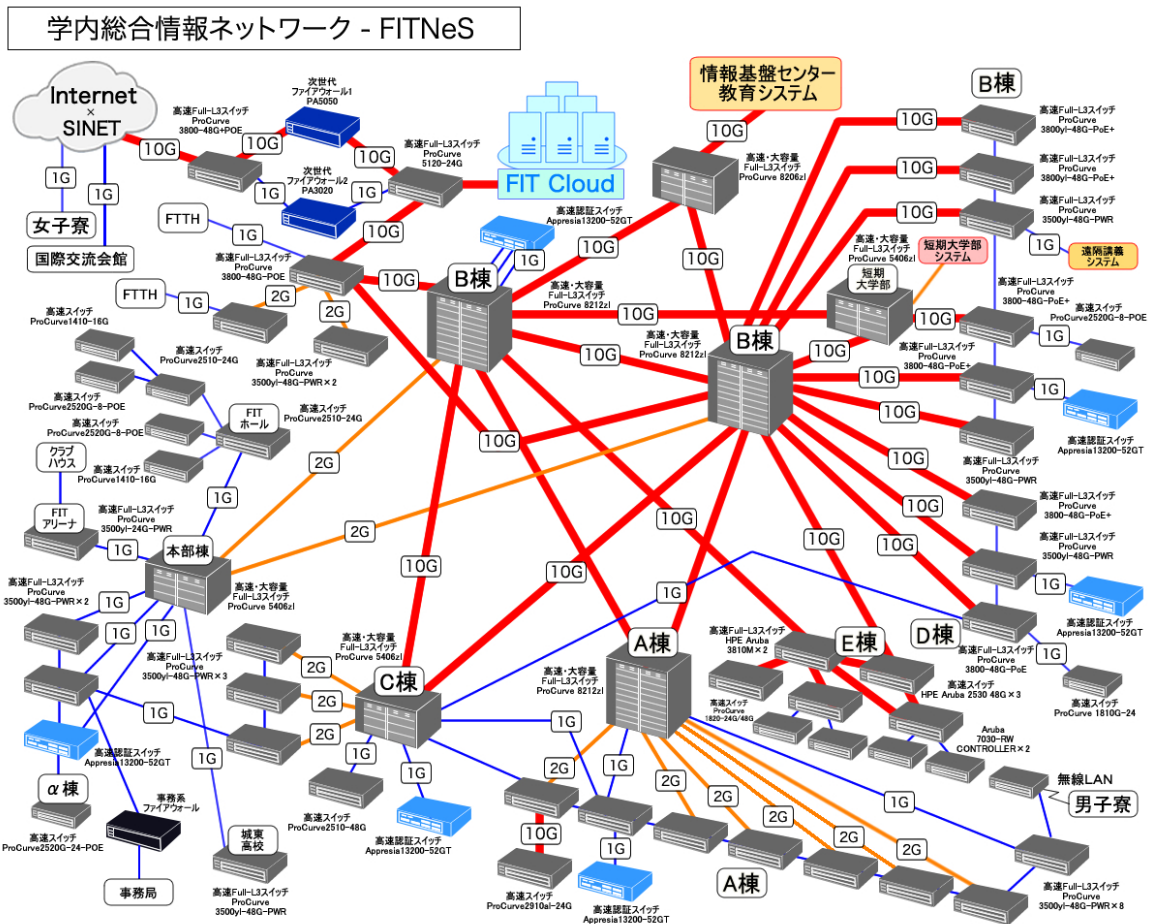 学内総合情報ネットワーク - FITNeS
Internet
×
SINET
1G
1G
女子寮
国際交流会館
10G
高速Full-L3スイッチ
ProCurve
3800-48G+POE
10G
次世代
ファイアウォール1
PA5050
10G
1G
次世代
ファイアウォール2
PA3020
1G
高速Full-L3スイッチ
ProCurve
5120-24G
FIT Cloud
10G
FTTH
1G
高速Full-L3スイッチ
ProCurve
3800-48G-POE
FTTH
1G
2G
2G
高速Full-L3スイッチ
ProCurve
3500yl-48G-PWR×2
10G
高速認証スイッチ
Appresia13200-52GT
1G
B棟
高速・大容量
Full-L3スイッチ
ProCurve 8212zl
10G
情報基盤センター
教育システム
10G
高速・大容量
Full-L3スイッチ
ProCurve 8206zl
10G
10G
10G
10G
高速・大容量
Full-L3スイッチ
ProCurve 8212zl
B棟
B棟
10G
高速Full-L3スイッチ
ProCurve
3800yl-48G-PoE+
10G
高速Full-L3スイッチ
ProCurve
3800yl-48G-PoE+
10G
高速Full-L3スイッチ
ProCurve
3500yl-48G-PWR
1G
遠隔講義
システム
高速・大容量
Full-L3スイッチ
ProCurve 5406zl
短期大学部
システム
短期
大学部
10G
10G
高速Full-L3スイッチ
ProCurve
3800-48G-PoE+
1G
ProCurve2520G-8-POE
高速スイッチ
高速Full-L3スイッチ
ProCurve
3800-48G-PoE+
10G
1G
高速認証スイッチ
Appresia13200-52GT
10G
高速Full-L3スイッチ
ProCurve
3500yl-48G-PWR
10G
高速Full-L3スイッチ
ProCurve
3800-48G-PoE+
10G
高速Full-L3スイッチ
ProCurve
3500yl-48G-PWR
1G
高速認証スイッチ
Appresia13200-52GT
10G
D棟
高速Full-L3スイッチ
ProCurve
3800-48G-PoE
1G
高速スイッチ
ProCurve 1810G-24
高速スイッチ
ProCurve1410-16G
高速スイッチ
ProCurve2510-24G
ProCurve2520G-8-POE
高速スイッチ
ProCurve2520G-8-POE
高速スイッチ
ProCurve1410-16G
FIT
ホール
高速スイッチ
ProCurve2510-24G
1G
クラブ
ハウス
FIT
アリーナ
高速Full-L3スイッチ
ProCurve
3500yl-24G-PWR
1G
本部棟
高速・大容量
Full-L3スイッチ
ProCurve 5406zl
2G
2G
高速Full-L3スイッチ
ProCurve
3500yl-48G-PWR×2
1G
1G
1G
1G
1G
高速認証スイッチ
Appresia13200-52GT
α棟
高速スイッチ
ProCurve2520G-24-POE
事務系
ファイアウォール
事務局
城東
高校
高速Full-L3スイッチ
ProCurve
3500yl-48G-PWR
高速Full-L3スイッチ
ProCurve
3500yl-48G-PWR×3
2G
2G
2G
高速・大容量
Full-L3スイッチ
ProCurve 5406zl
C棟
1G
高速スイッチ
ProCurve2510-48G
1G
高速認証スイッチ
Appresia13200-52GT
10G
10G
10G
10G
10G
1G
1G
高速・大容量
Full-L3スイッチ
ProCurve 8212zl
A棟
2G
1G
2G
2G
2G
2G
1G
10G
高速スイッチ
ProCurve2910al-24G
1G
高速認証スイッチ
Appresia13200-52GT
A棟
高速Full-L3スイッチ
HPE Aruba
3810M×2
E棟
高速スイッチ
HPE Aruba 2530 48G×3
高速スイッチ
ProCurve
1820-24G/48G
Aruba
7030-RW
CONTROLLER×2
無線LAN
男子寮
高速Full-L3スイッチ
ProCurve
3500yl-48G-PWR×8